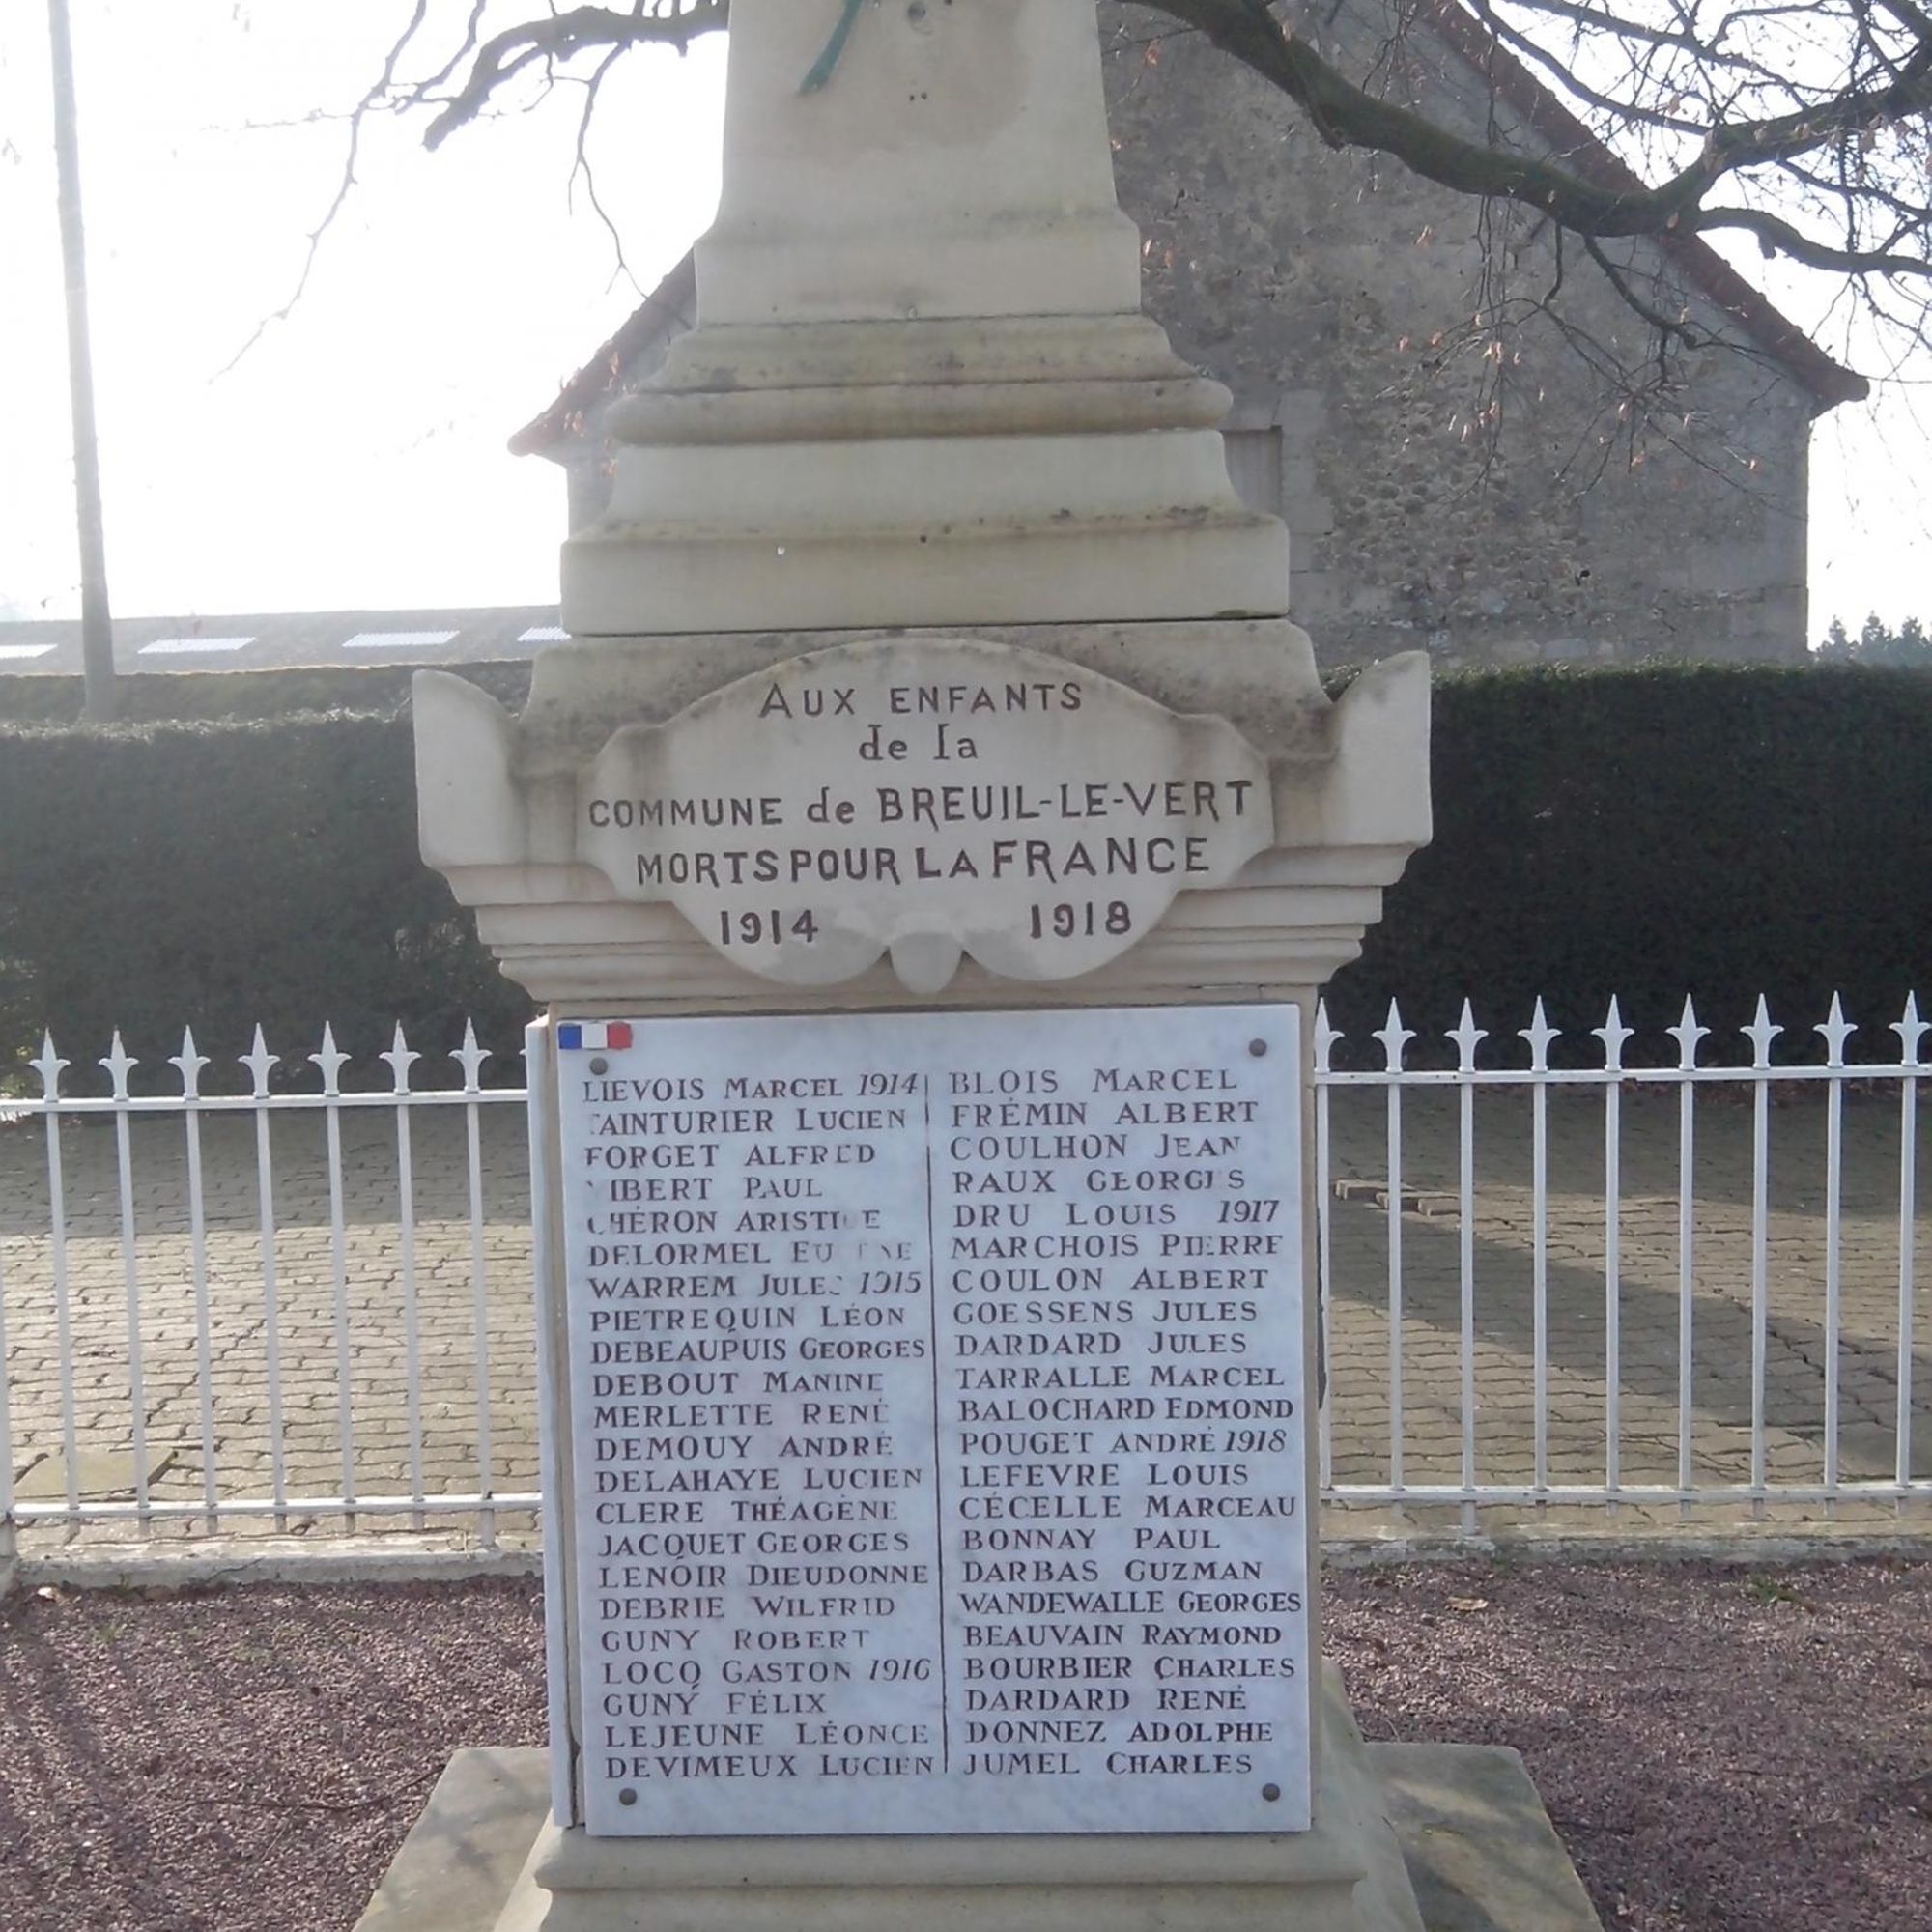 AUX ENFANTS
de la
COMMUNE de BREUIL-LE-VERT
MORTS POUR LA FRANCE
1914 1918
LIEVOIS MARCEL 1914
TAINTURIER LUCIEN
FORGET ALFRED
IBERT PAUL
CHÉRON ARISTIDE
DELORMEL EUGENE
WARREM JULES 1915
PIETREQUIN LÉON
DEBEAUPUIS GEORGES
DEBOUT MANINE
MERLETTE RENÉ
DEMOUY ANDRÉ
DELAHAYE LUCIEN
CLERE THÉAGÈNE
JACQUET GEORGES
LENOIR DIEUDONNE
DEBRIE WILFRID
GUNY ROBERT
LOCQ GASTON 1916
GUNY FÉLIX
LEJEUNE LÉONCE
DEVIMEUX LUCIEN
BLOIS MARCEL
FRÉMIN ALBERT
COULHON JEAN
RAUX GEORGES
DRU LOUIS 1917
MARCHOIS PIERRE
COULON ALBERT
GOESSENS JULES
DARDARD JULES
TARRALLE MARCEL
BALOCHARD EDMOND
POUGET ANDRÉ 1918
LEFEVRE LOUIS
CÉCELLE MARCEAU
BONNAY PAUL
DARBAS GUZMAN
WANDEWALLE GEORGES
BEAUVAIN RAYMOND
BOURBIER CHARLES
DARDARD RENÉ
DONNEZ ADOLPHE
JUMEL CHARLES